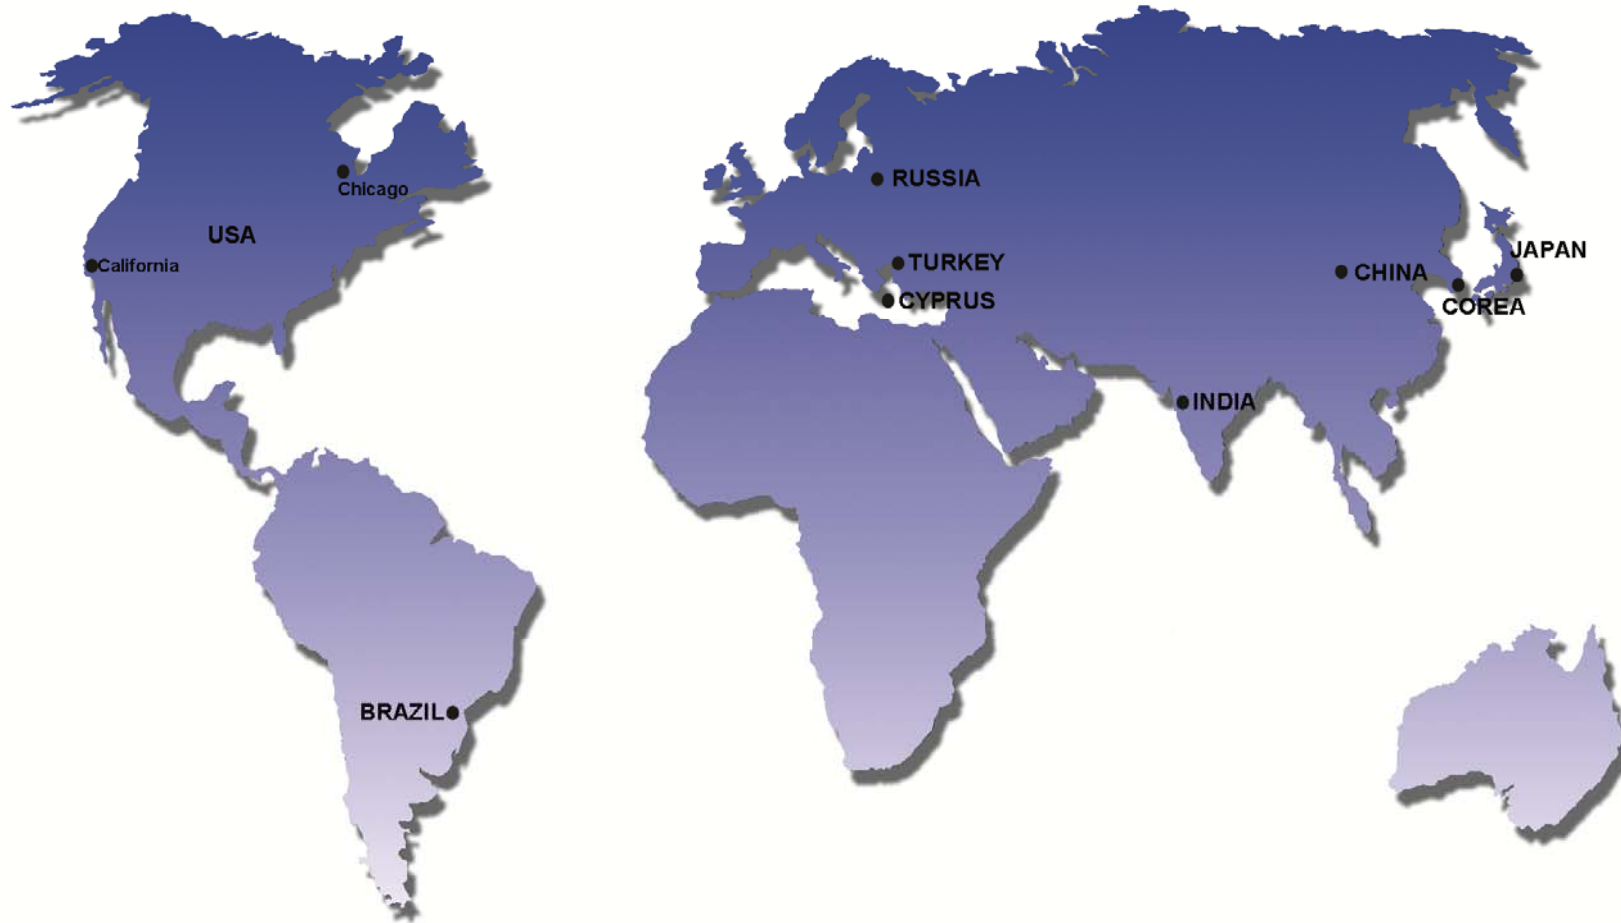 RUSSIA
Chicago
USA
JAPAN
California
TURKEY
CHINA
CYPRUS
COREA
INDIA
BRAZIL